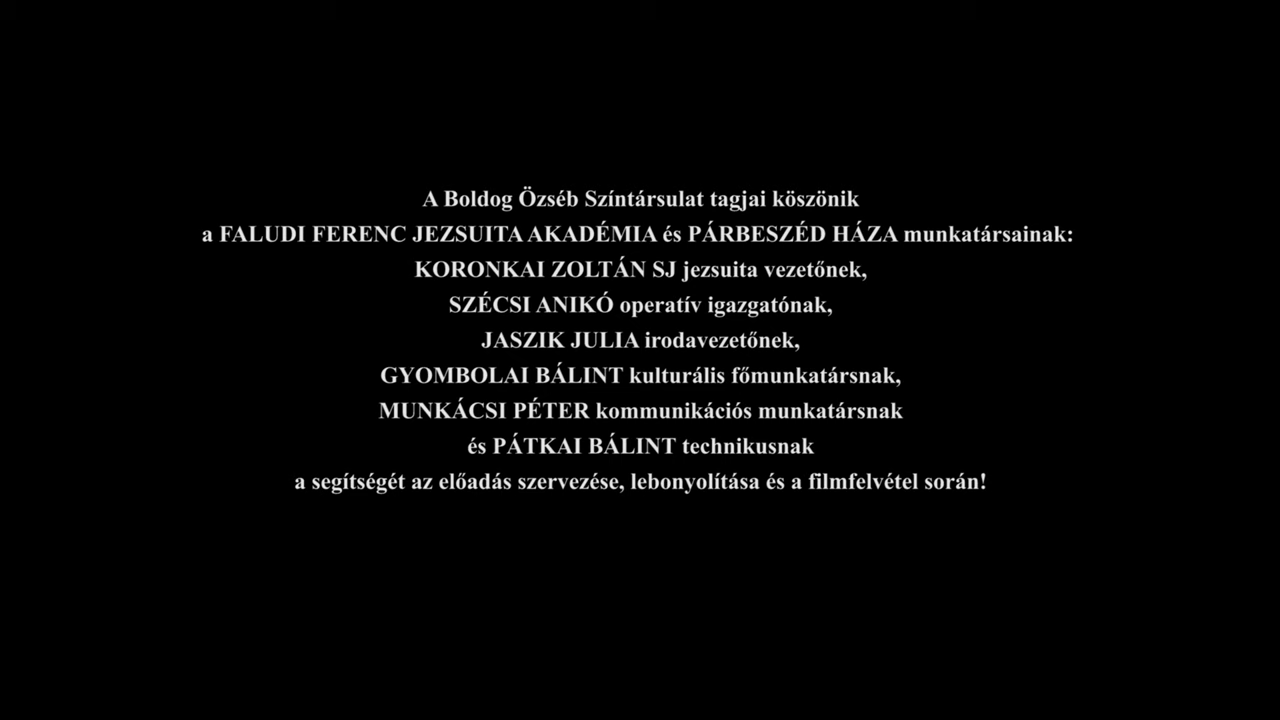 A Boldog Özséb Színtársulat tagjai köszönik
a FALUDI FERENC JEZSUITA AKADÉMIA és PÁRBESZÉD HÁZA munkatársainak:
KORONKAI ZOLTÁN SJ jezsuita vezetőnek,
SZÉCSI ANIKÓ operatív igazgatónak,
JASZIK JULIA irodavezetőnek,
GYOMBOLAI BÁLINT kulturális főmunkatársnak,
MUNKÁCSI PÉTER kommunikációs munkatársnak
és PÁTKAI BÁLINT technikusnak
a segítségét az előadás szervezése, lebonyolítása és a filmfelvétel során!